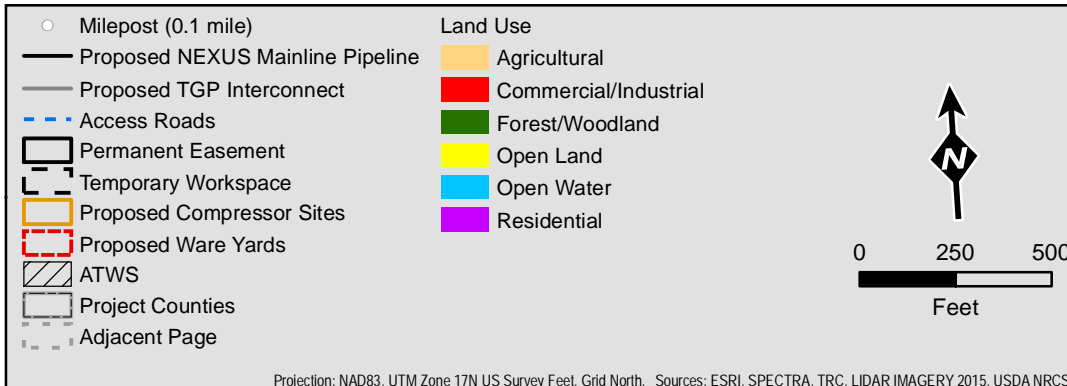 Milepost (0.1 mile)
Proposed NEXUS Mainline Pipeline
Proposed TGP Interconnect
Access Roads
Permanent Easement
Temporary Workspace
Proposed Compressor Sites
Proposed Ware Yards
ATWS
Project Counties
Adjacent Page
Land Use
Agricultural
Commercial/Industrial
Forest/Woodland
Open Land
Open Water
Residential
N
0 250 500
Feet
Projection: NAD83, UTM Zone 17N US Survey Feet, Grid North. Sources: ESRI, SPECTRA, TRC, LIDAR IMAGERY 2015, USDA NRCS